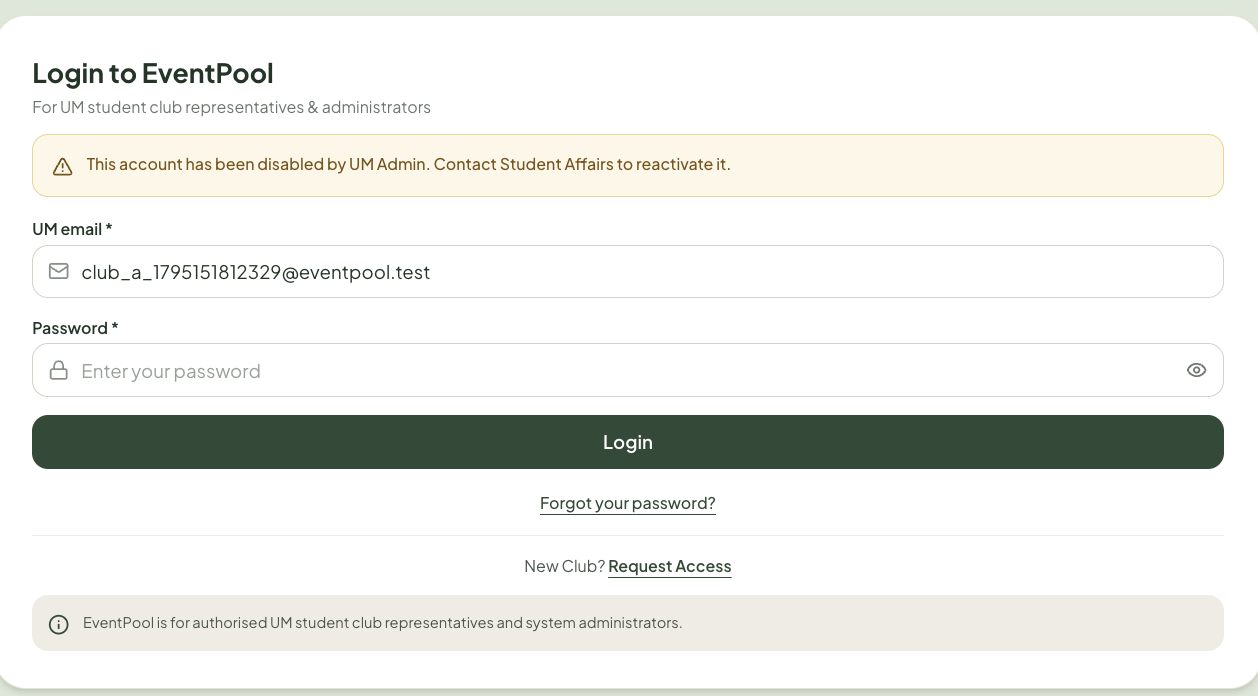 Login to EventPool
For UM student club representatives & administrators
This account has been disabled by UM Admin. Contact Student Affairs to reactivate it.
UM email *
club_a_1795151812329@eventpool.test
Password *
Enter your password
Login
Forgot your password?
New Club? Request Access
EventPool is for authorised UM student club representatives and system administrators.